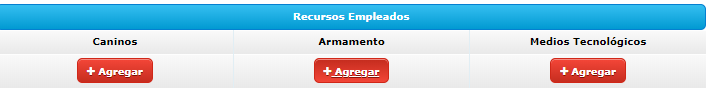 Recursos Empleados
Caninos Armamento Medios Tecnológicos
+ Agregar + Agregar + Agregar